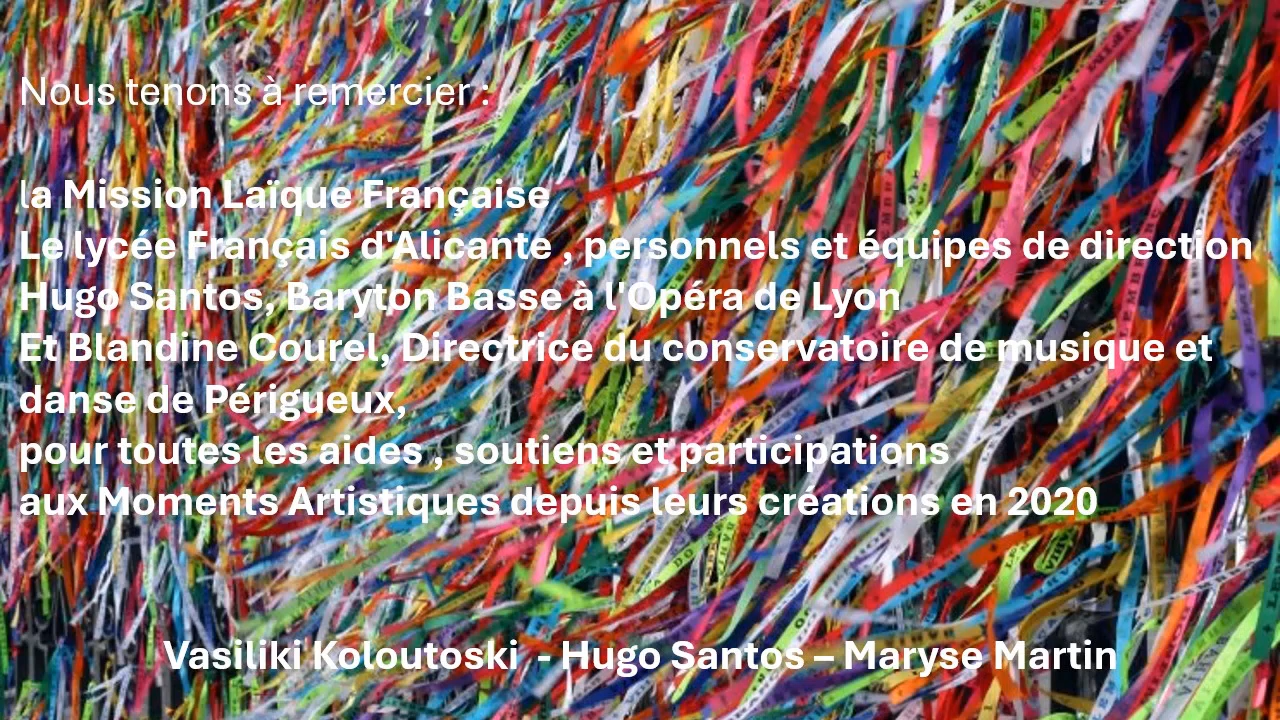 Nous tenons à remercier :
la Mission Laïque Française
Le lycée Français d'Alicante , personnels et équipes de direction
Hugo Santos, Baryton Basse à l'Opéra de Lyon
Et Blandine Courel, Directrice du conservatoire de musique et
danse de Périgueux,
pour toutes les aides , soutiens et participations
aux Moments Artistiques depuis leurs créations en 2020
Vasiliki Koloutoski - Hugo Santos – Maryse Martin